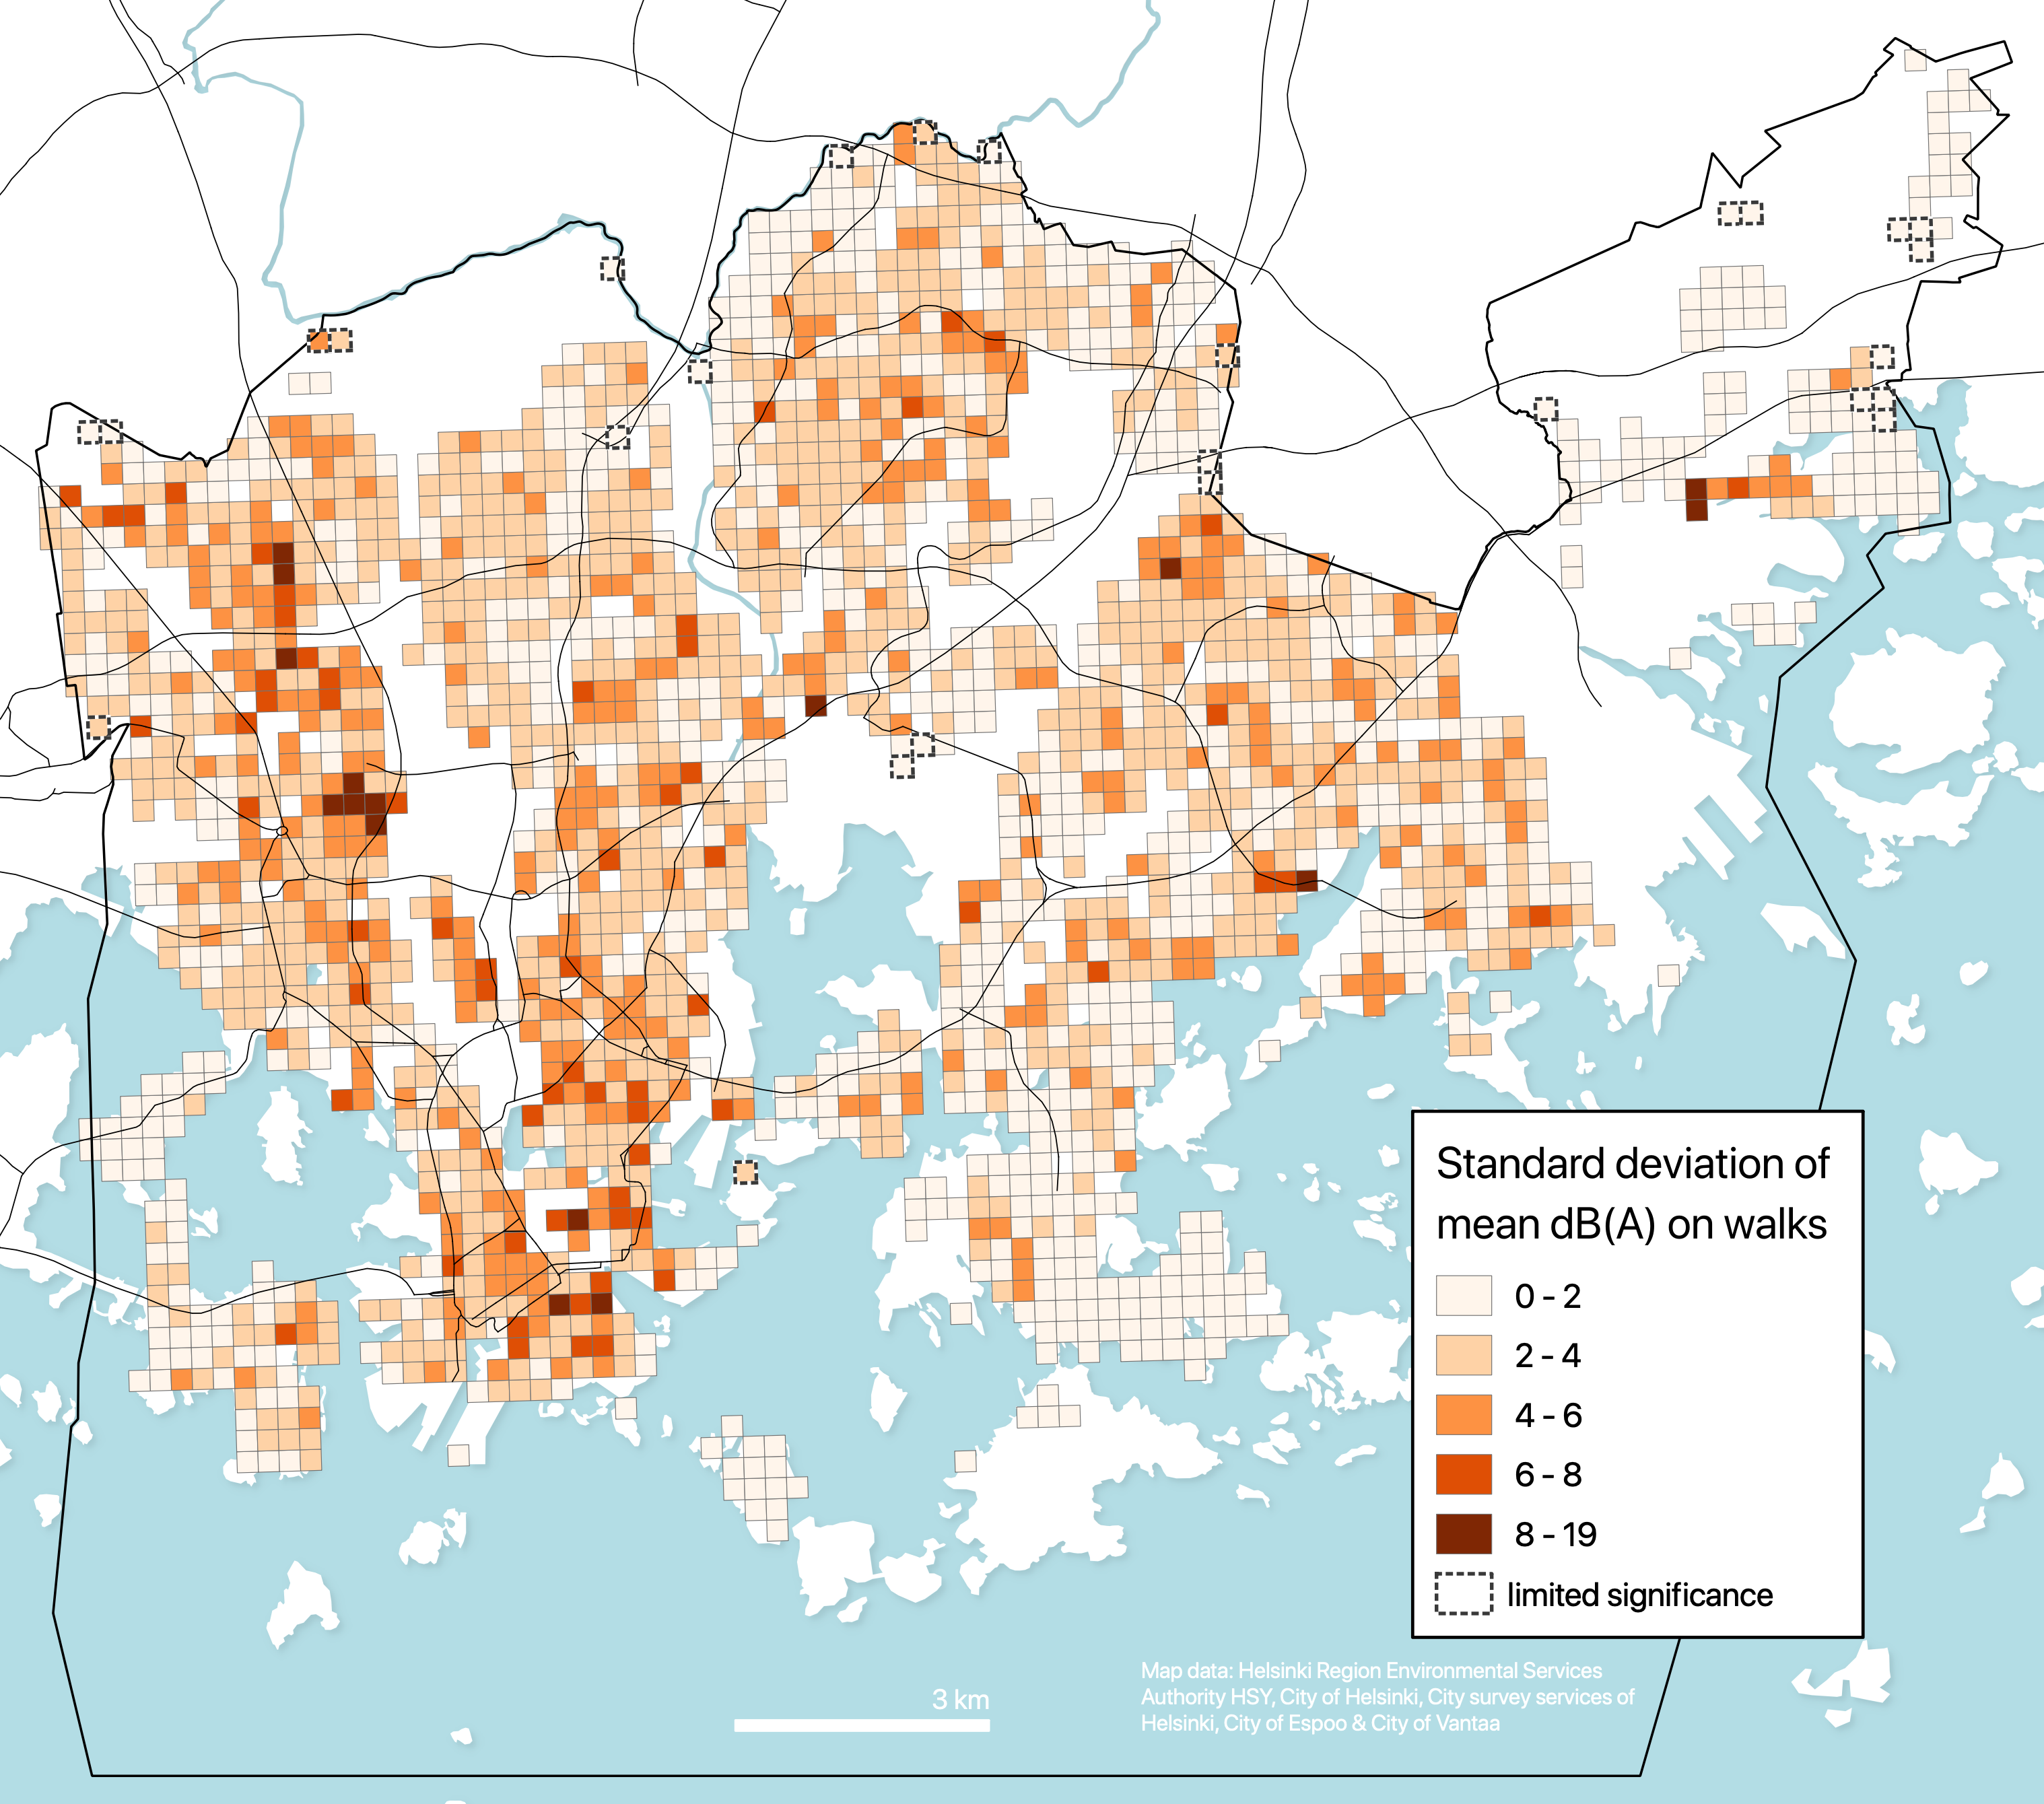 Standard deviation of
mean dB(A) on walks
0 - 2
2 - 4
4 - 6
6 - 8
8 - 19
limited significance
3 km
Map data: Helsinki Region Environmental Services
Authority HSY, City of Helsinki, City survey services of
Helsinki, City of Espoo & City of Vantaa